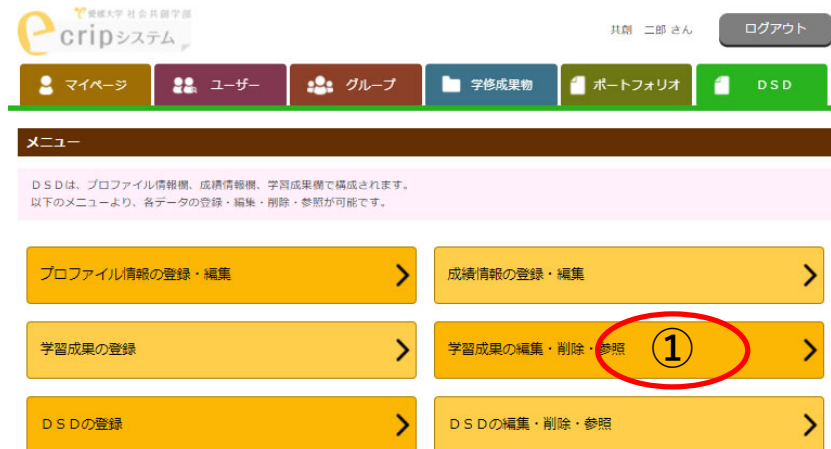 愛媛大学 社会共創学部
ecripシステム
共創 二郎 さん
ログアウト
マイページ
ユーザー
グループ
学修成果物
ポートフォリオ
DSD
メニュー
DSDは、プロファイル情報欄、成績情報欄、学習成果欄で構成されます。
以下のメニューより、各データの登録・編集・削除・参照が可能です。
プロファイル情報の登録・編集
成績情報の登録・編集
学習成果の登録
学習成果の編集・削除・参照
①
DSDの登録
DSDの編集・削除・参照